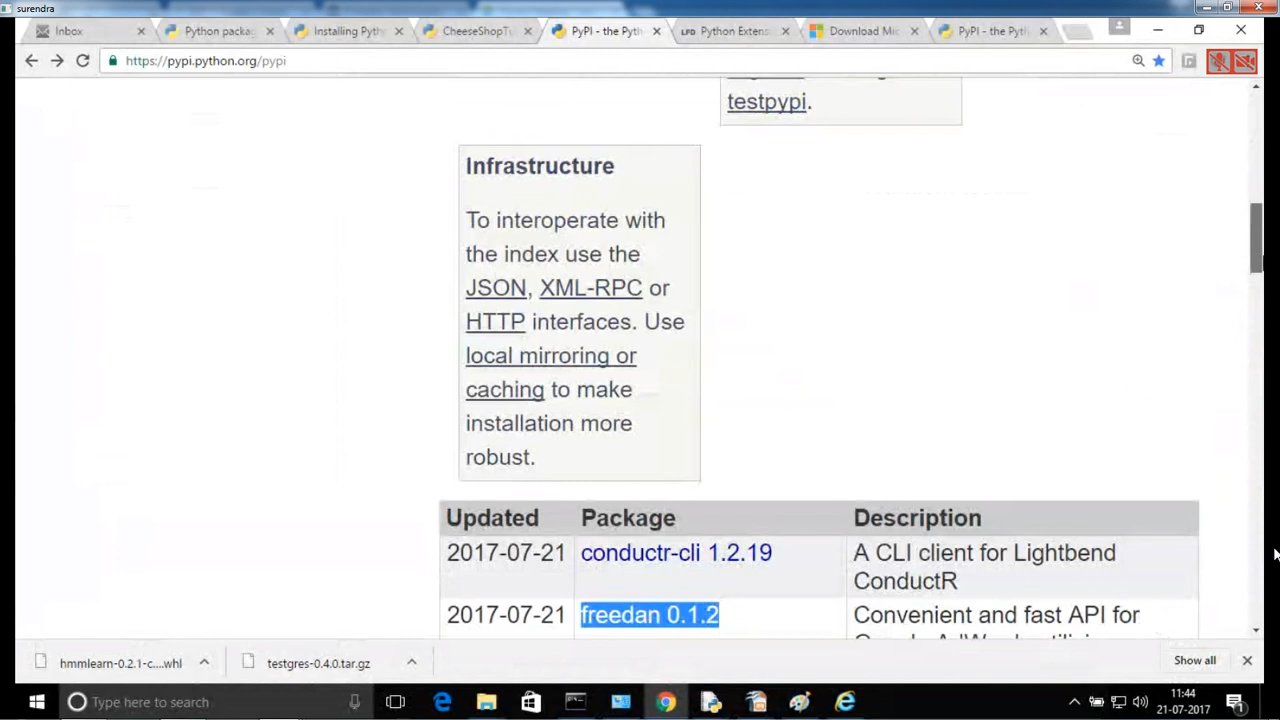 surendra
Inbox
Python packag
Installing Pyth
CheeseShopTu
PyPI - the Pyth
LFD Python Extens
Download Mic
PyPI - the Pyth
https://pypi.python.org/pypi
testpypi.
Infrastructure
To interoperate with
the index use the
JSON, XML-RPC or
HTTP interfaces. Use
local mirroring or
caching to make
installation more
robust.
Updated Package Description
2017-07-21 conductr-cli 1.2.19 A CLI client for Lightbend
ConductR
2017-07-21 freedan 0.1.2 Convenient and fast API for
hmmlearn-0.2.1-c....whl
testgres-0.4.0.tar.gz
Show all
Type here to search
11:44
21-07-2017
1